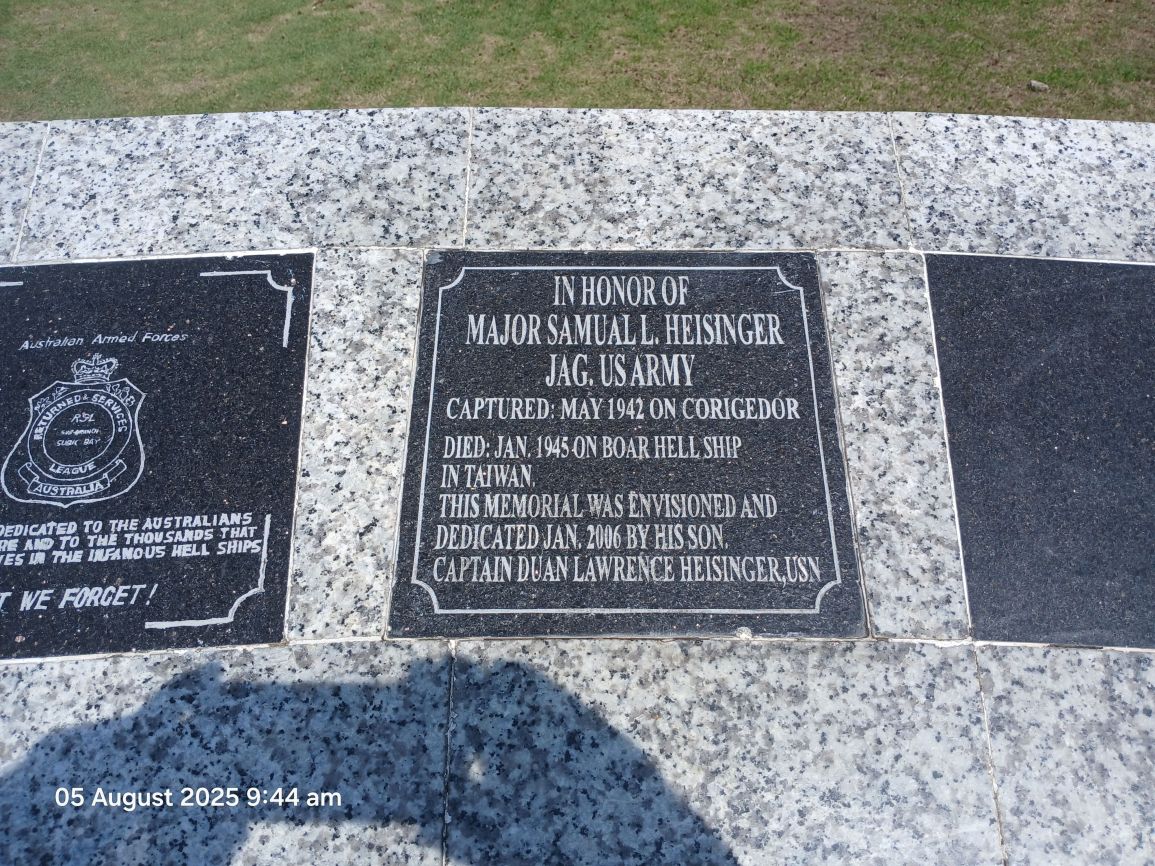 Australian Armed Forces
RETURNED & SERVICES
RSL
SUB-BRANCH
SUBIC BAY
LEAGUE
AUSTRALIA
DEDICATED TO THE AUSTRALIANS
RE AND TO THE THOUSANDS THAT
VES IN THE INFAMOUS HELL SHIPS
T WE FORGET!
IN HONOR OF
MAJOR SAMUAL L. HEISINGER
JAG. US ARMY
CAPTURED: MAY 1942 ON CORIGEDOR
DIED: JAN. 1945 ON BOAR HELL SHIP
IN TAIWAN.
THIS MEMORIAL WAS ENVISIONED AND
DEDICATED JAN. 2006 BY HIS SON.
CAPTAIN DUAN LAWRENCE HEISINGER,USN
05 August 2025 9:44 am